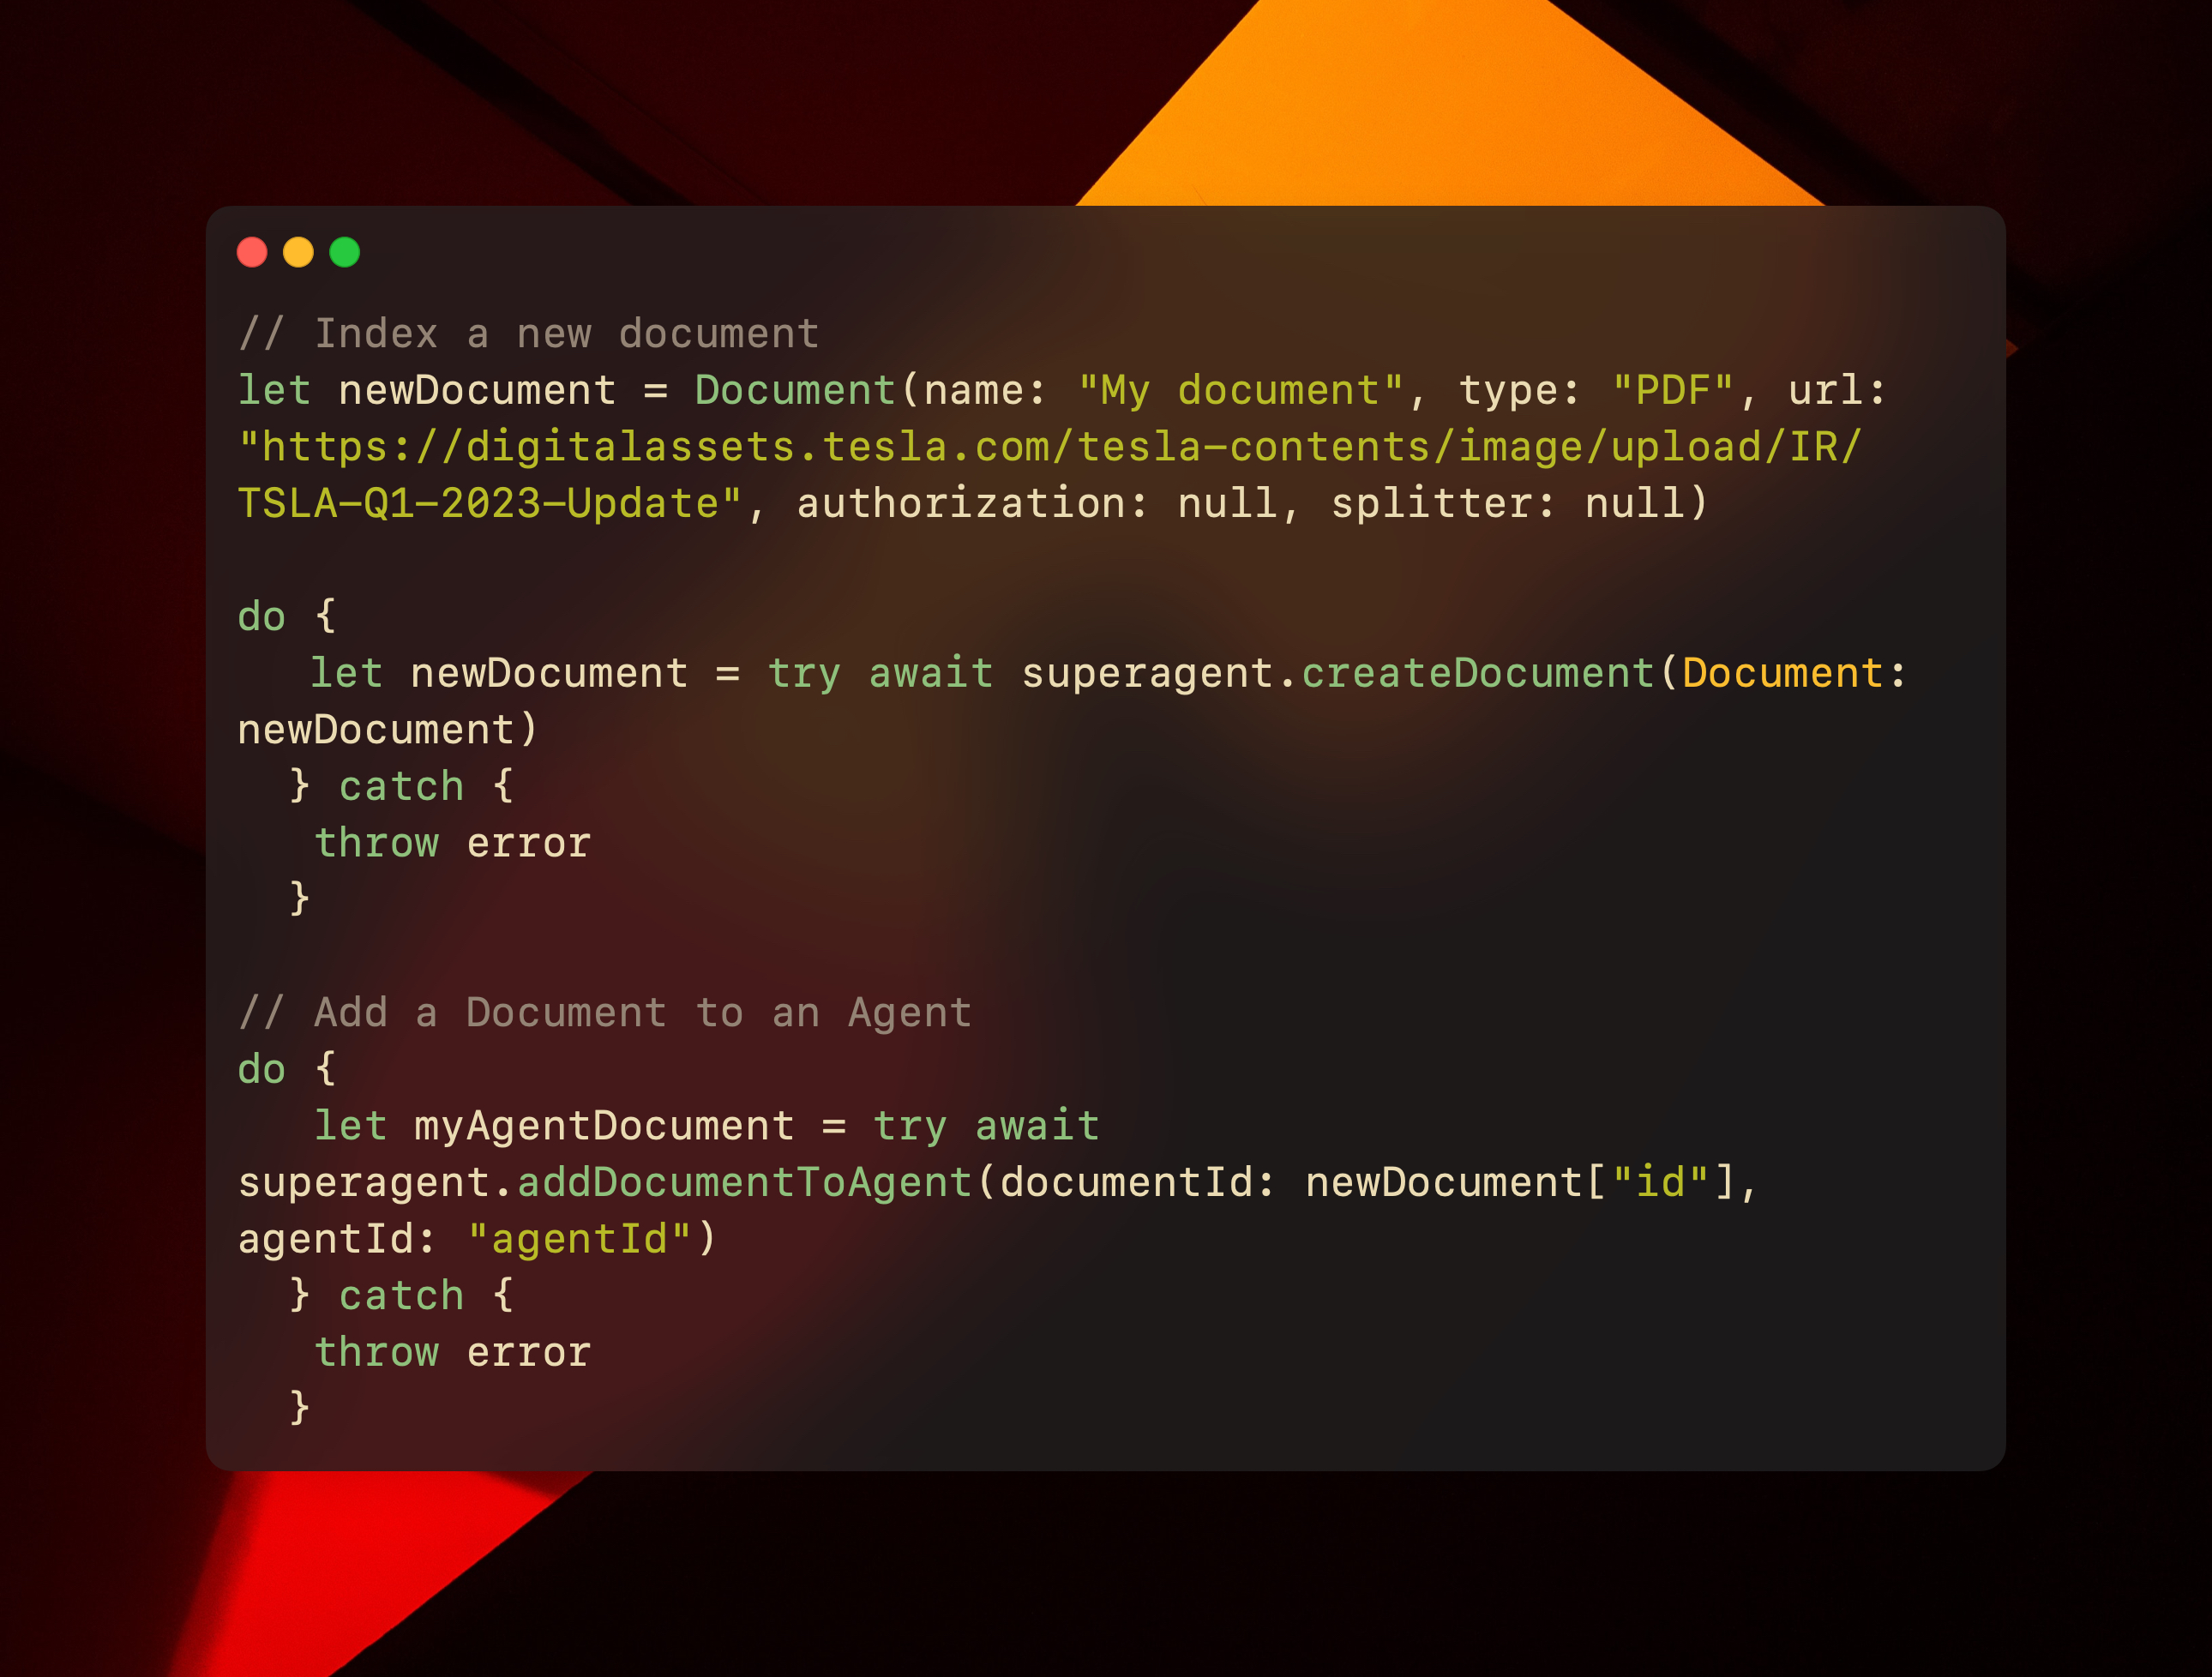 // Index a new document
let newDocument = Document(name: "My document", type: "PDF", url:
"https://digitalassets.tesla.com/tesla-contents/image/upload/IR/
TSLA-Q1-2023-Update", authorization: null, splitter: null)
do {
let newDocument = try await superagent.createDocument(Document:
newDocument)
} catch {
throw error
}
// Add a Document to an Agent
do {
let myAgentDocument = try await
superagent.addDocumentToAgent(documentId: newDocument["id"],
agentId: "agentId")
} catch {
throw error
}